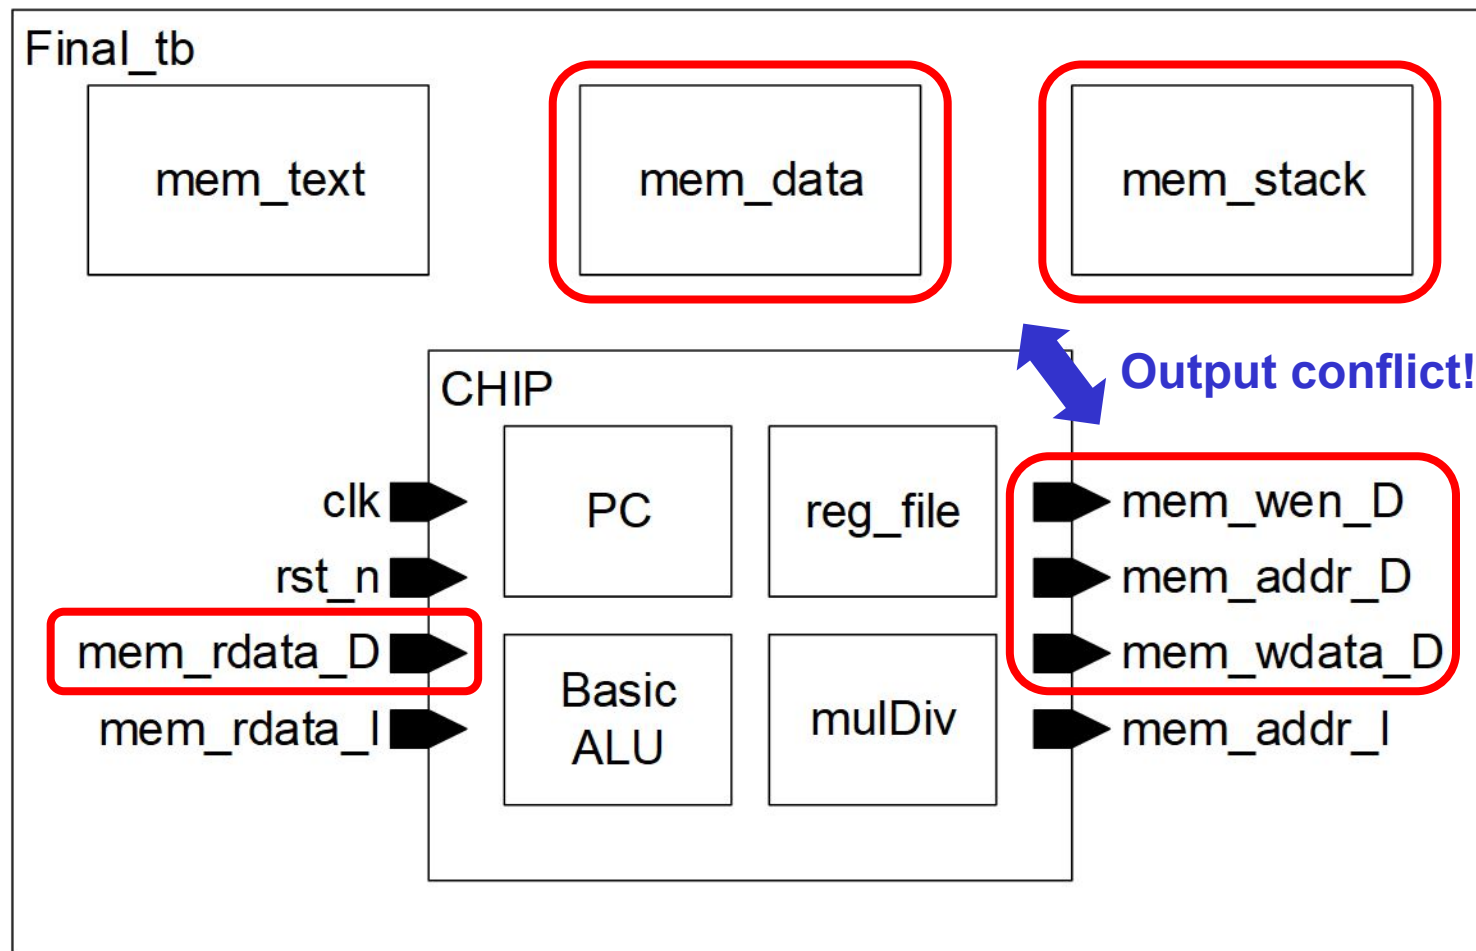 Final_tb
mem_text
mem_data
mem_stack
Output conflict!
CHIP
clk
PC
reg_file
mem_wen_D
rst_n
mem_addr_D
mem_rdata_D
Basic
ALU
mulDiv
mem_wdata_D
mem_rdata_I
mem_addr_I